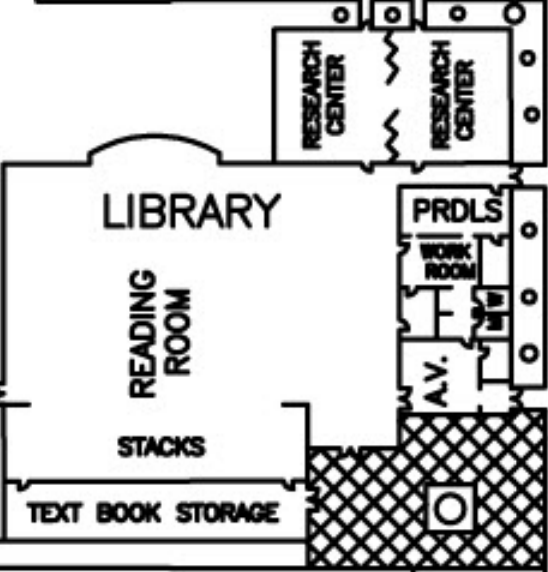 RESEARCH
CENTER
RESEARCH
CENTER
LIBRARY
PRDLS
WORK
ROOM
W
M
READING
ROOM
A.V.
STACKS
TEXT BOOK STORAGE